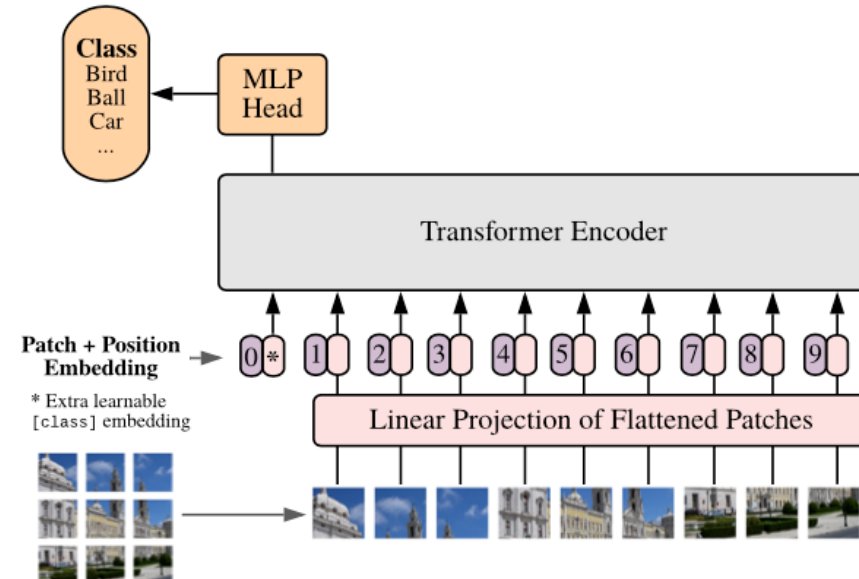 Class
Bird
Ball
Car
...
MLP
Head
Transformer Encoder
Patch + Position
Embedding
0 * 1 2 3 4 5 6 7 8 9
* Extra learnable
[class] embedding
Linear Projection of Flattened Patches